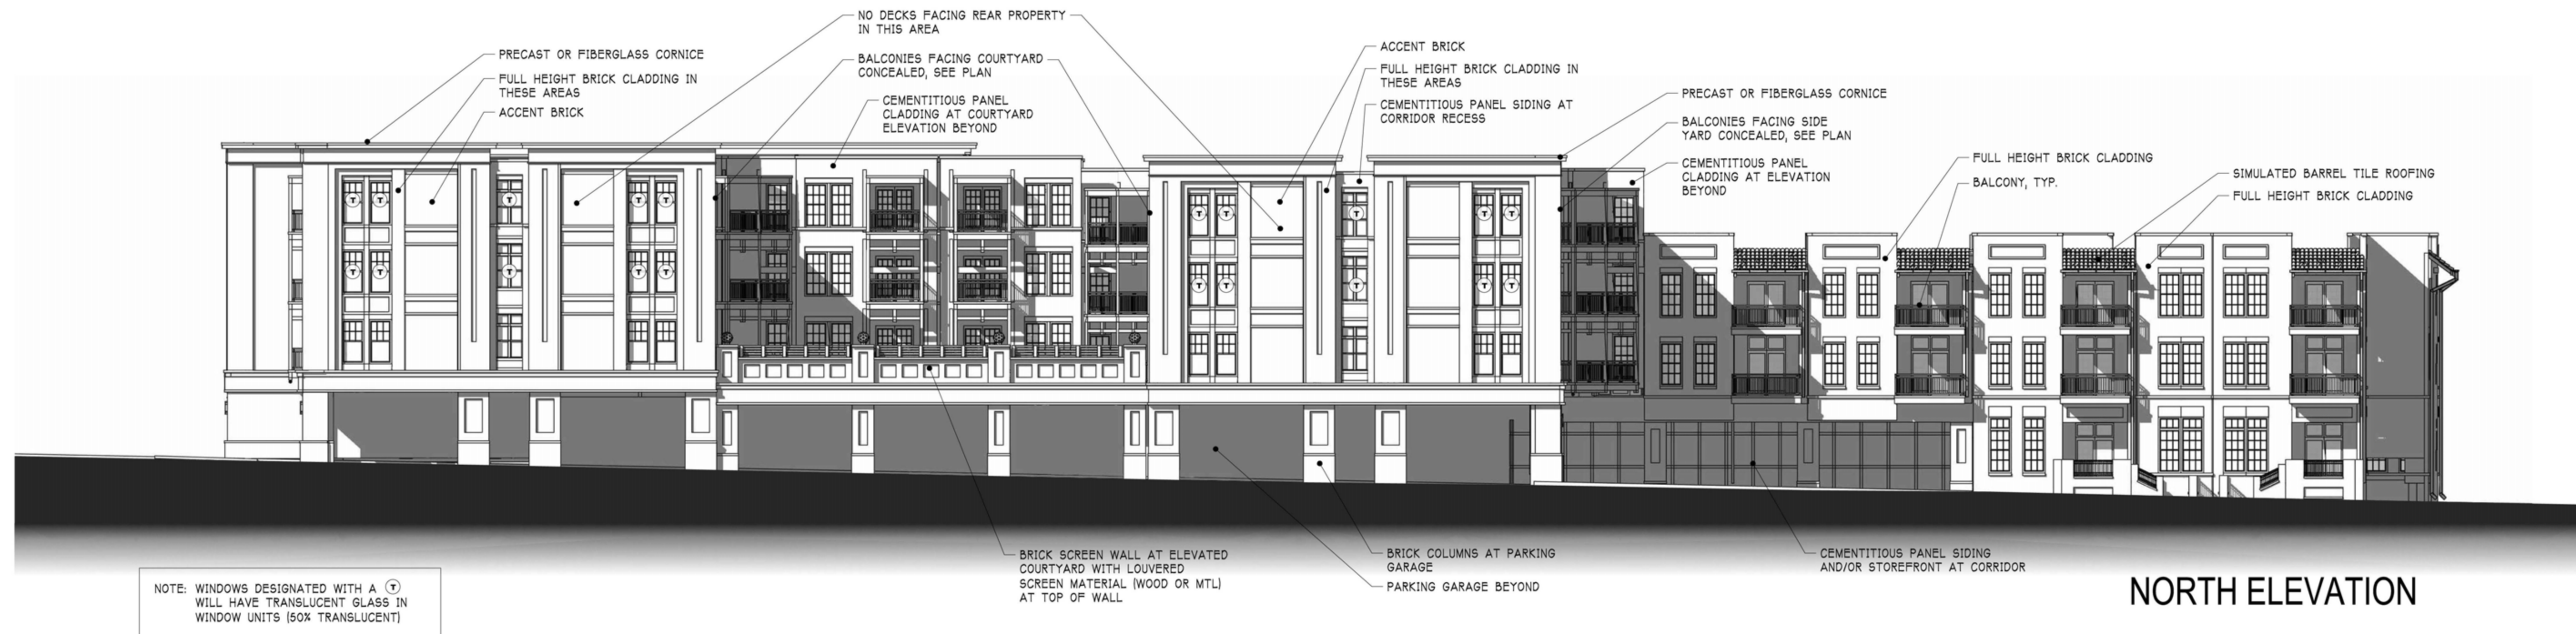 NO DECKS FACING REAR PROPERTY
IN THIS AREA
PRECAST OR FIBERGLASS CORNICE
FULL HEIGHT BRICK CLADDING IN
THESE AREAS
ACCENT BRICK
BALCONIES FACING COURTYARD
CONCEALED, SEE PLAN
CEMENTITIOUS PANEL
CLADDING AT COURTYARD
ELEVATION BEYOND
ACCENT BRICK
FULL HEIGHT BRICK CLADDING IN
THESE AREAS
CEMENTITIOUS PANEL SIDING AT
CORRIDOR RECESS
PRECAST OR FIBERGLASS CORNICE
BALCONIES FACING SIDE
YARD CONCEALED, SEE PLAN
CEMENTITIOUS PANEL
CLADDING AT ELEVATION
BEYOND
FULL HEIGHT BRICK CLADDING
BALCONY, TYP.
SIMULATED BARREL TILE ROOFING
FULL HEIGHT BRICK CLADDING
T T T T T T T T T T
T T T T T T T T T T
BRICK SCREEN WALL AT ELEVATED
COURTYARD WITH LOUVERED
SCREEN MATERIAL (WOOD OR MTL)
AT TOP OF WALL
BRICK COLUMNS AT PARKING
GARAGE
PARKING GARAGE BEYOND
CEMENTITIOUS PANEL SIDING
AND/OR STOREFRONT AT CORRIDOR
NOTE: WINDOWS DESIGNATED WITH A T
WILL HAVE TRANSLUCENT GLASS IN
WINDOW UNITS (50% TRANSLUCENT)
NORTH ELEVATION